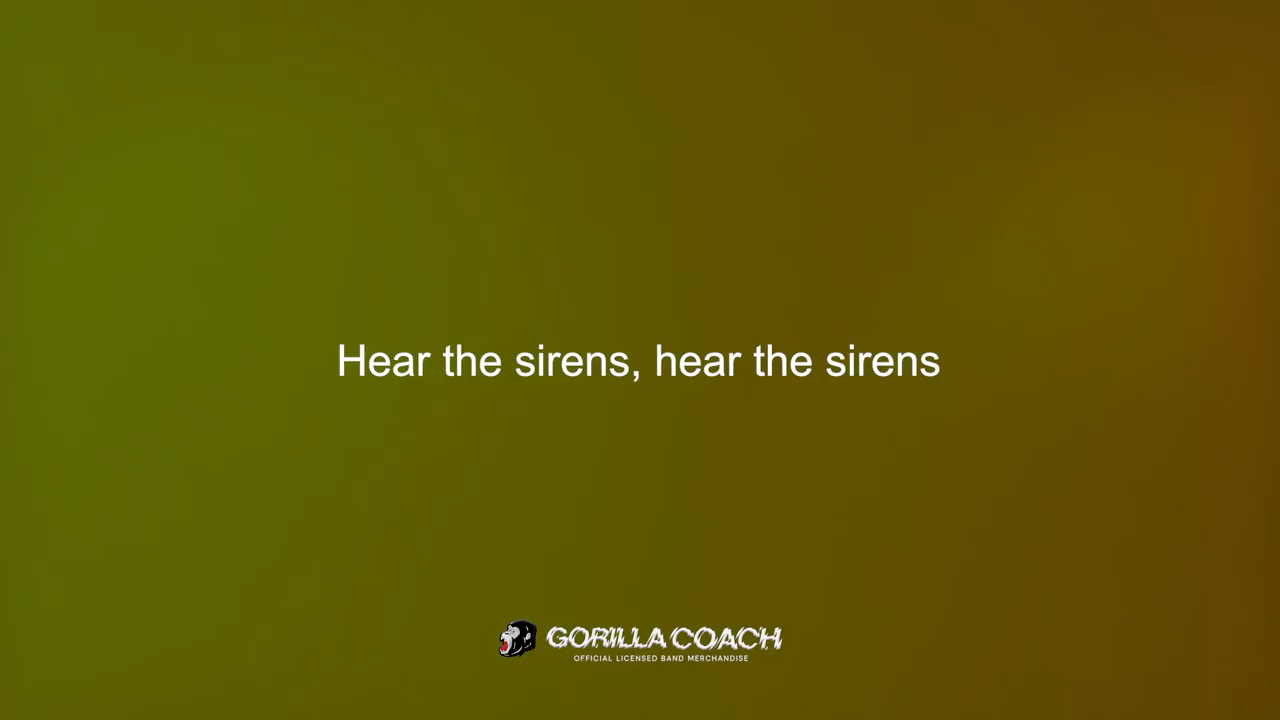 Hear the sirens, hear the sirens
GORILLA COACH
OFFICIAL LICENSED BAND MERCHANDISE